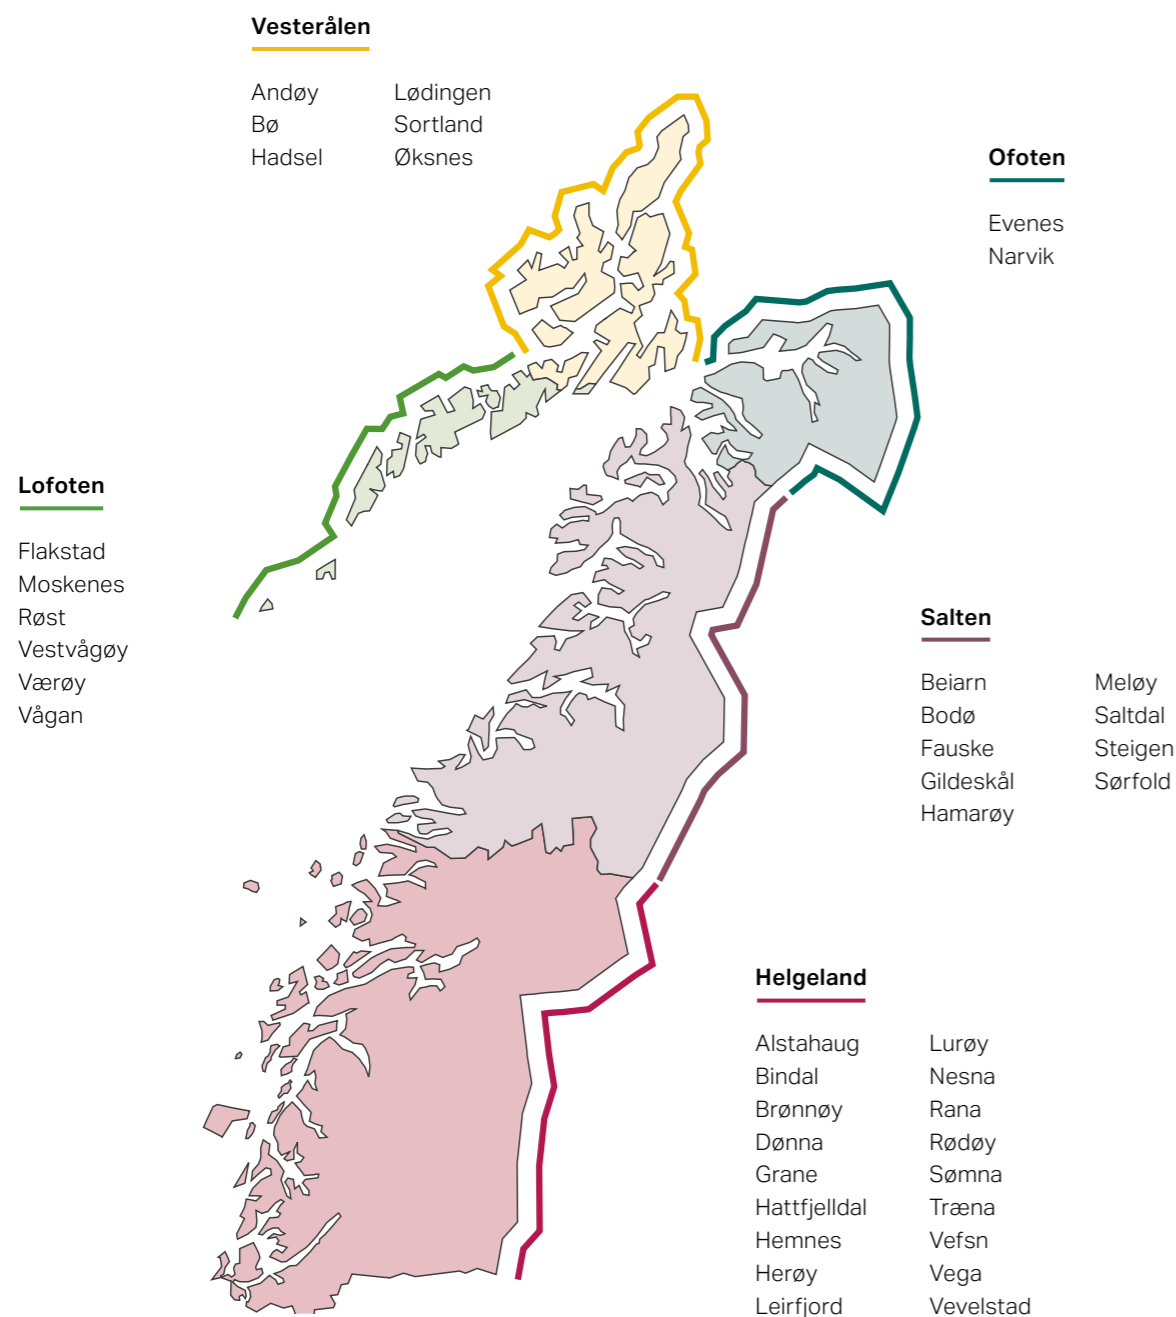 Vesterålen
Andøy
Bø
Hadsel
Lødingen
Sortland
Øksnes
Ofoten
Evenes
Narvik
Lofoten
Flakstad
Moskenes
Røst
Vestvågøy
Værøy
Vågan
Salten
Beiarn
Bodø
Fauske
Gildeskål
Hamarøy
Meløy
Saltdal
Steigen
Sørfold
Helgeland
Alstahaug
Bindal
Brønnøy
Dønna
Grane
Hattfjelldal
Hemnes
Herøy
Leirfjord
Lurøy
Nesna
Rana
Rødøy
Sømna
Træna
Vefsn
Vega
Vevelstad